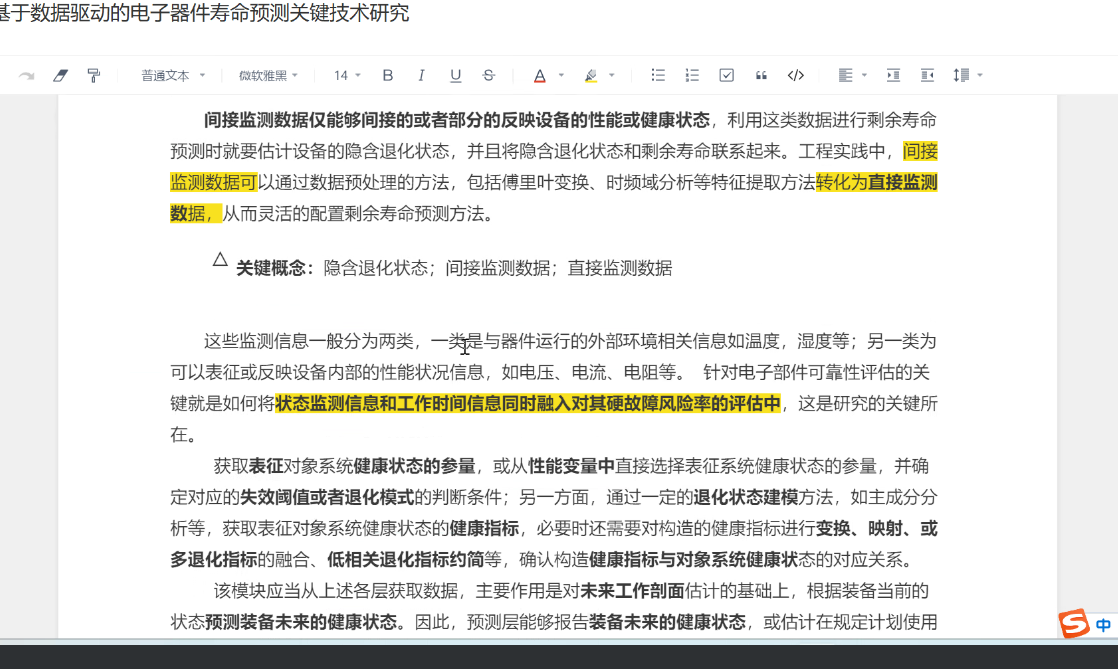 基于数据驱动的电子器件寿命预测关键技术研究
普通文本 微软雅黑 14 B I U S A
间接监测数据仅能够间接的或者部分的反映设备的性能或健康状态，利用这类数据进行剩余寿命
预测时就要估计设备的隐含退化状态，并且将隐含退化状态和剩余寿命联系起来。工程实践中，间接
监测数据可以通过数据预处理的方法，包括傅里叶变换、时频域分析等特征提取方法转化为直接监测
数据，从而灵活的配置剩余寿命预测方法。
△ 关键概念：隐含退化状态；间接监测数据；直接监测数据
这些监测信息一般分为两类，一类是与器件运行的外部环境相关信息如温度，湿度等；另一类为
可以表征或反映设备内部的性能状况信息，如电压、电流、电阻等。 针对电子部件可靠性评估的关
键就是如何将状态监测信息和工作时间信息同时融入对其硬故障风险率的评估中，这是研究的关键所
在。
获取表征对象系统健康状态的参量，或从性能变量中直接选择表征系统健康状态的参量，并确
定对应的失效阈值或者退化模式的判断条件；另一方面，通过一定的退化状态建模方法，如主成分分
析等，获取表征对象系统健康状态的健康指标，必要时还需要对构造的健康指标进行变换、映射、或
多退化指标的融合、低相关退化指标约简等，确认构造健康指标与对象系统健康状态的对应关系。
该模块应当从上述各层获取数据，主要作用是对未来工作剖面估计的基础上，根据装备当前的
状态预测装备未来的健康状态。因此，预测层能够报告装备未来的健康状态，或估计在规定计划使用
S 中